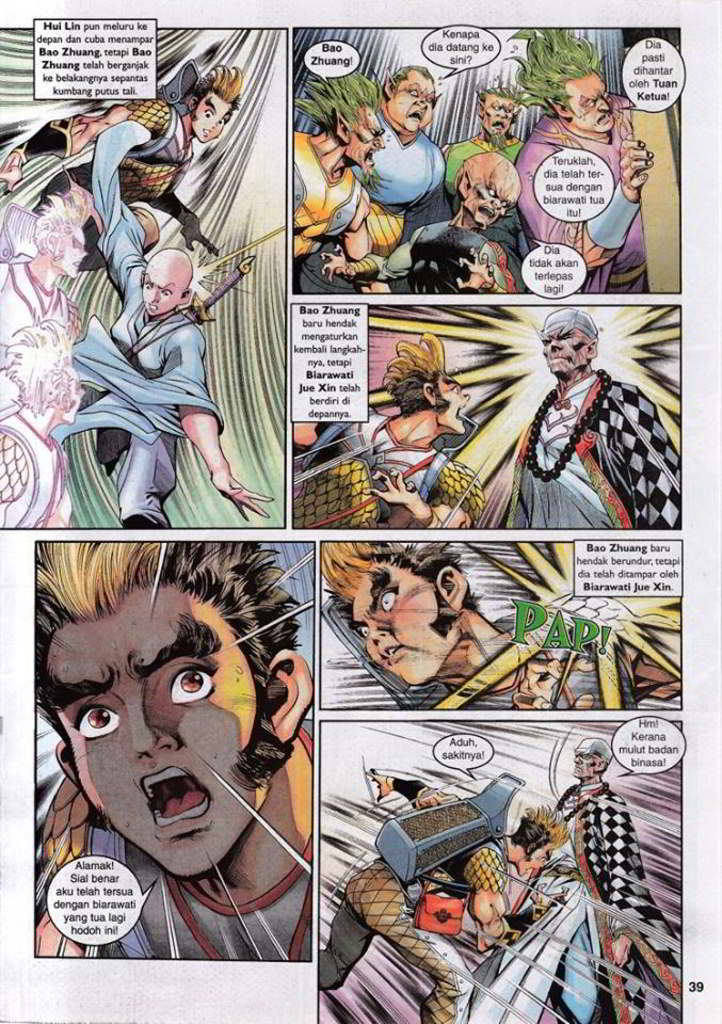 Hui Lin pun meluru ke
depan dan cuba menampar
Bao Zhuang, tetapi Bao
Zhuang telah berganjak
ke belakangnya sepantas
kumbang putus tali.
Bao
Zhuang!
Kenapa
dia datang ke
sini?
Dia
pasti
dihantar
oleh Tuan
Ketua!
Teruklah,
dia telah ter-
sua dengan
biarawati tua
itu!
Dia
tidak akan
terlepas
lagi!
Bao Zhuang
baru hendak
mengaturkan
kembali langkah-
nya, tetapi
Biarawati
Jue Xin telah
berdiri di
depannya.
Alamak!
Sial benar
aku telah tersua
dengan biarawati
yang tua lagi
hodoh ini!
Bao Zhuang baru
hendak berundur, tetapi
dia telah ditampar oleh
Biarawati Jue Xin.
PAP!
Aduh,
sakitnya!
Hm!
Kerana
mulut badan
binasa!
39